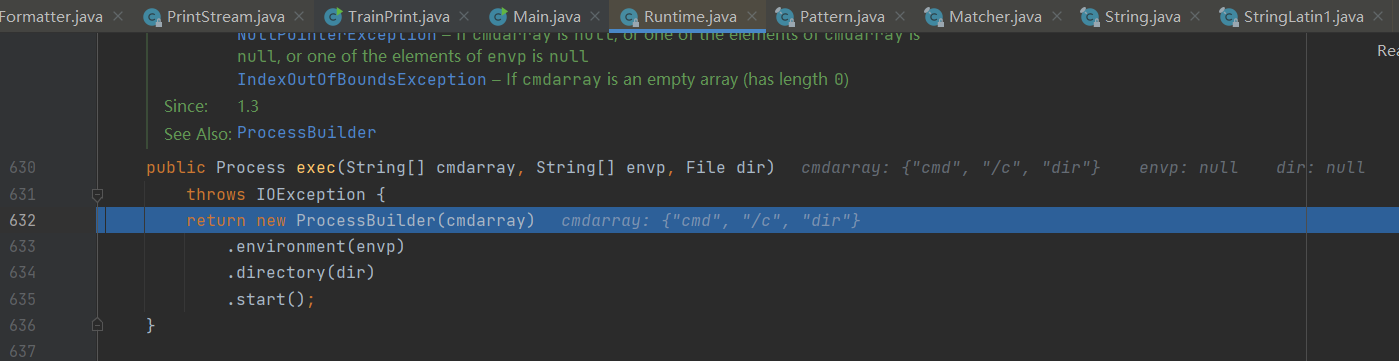 Formatter.java PrintStream.java TrainPrint.java Main.java Runtime.java Pattern.java Matcher.java String.java StringLatin1.java
Rea
NullPointerException – If cmdarray is null, or one of the elements of cmdarray is
null, or one of the elements of envp is null
IndexOutOfBoundsException – If cmdarray is an empty array (has length 0)
Since: 1.3
See Also: ProcessBuilder
630 public Process exec(String[] cmdarray, String[] envp, File dir) cmdarray: {"cmd", "/c", "dir"} envp: null dir: null
631 throws IOException {
632 return new ProcessBuilder(cmdarray) cmdarray: {"cmd", "/c", "dir"}
633 .environment(envp)
634 .directory(dir)
635 .start();
636 }
637